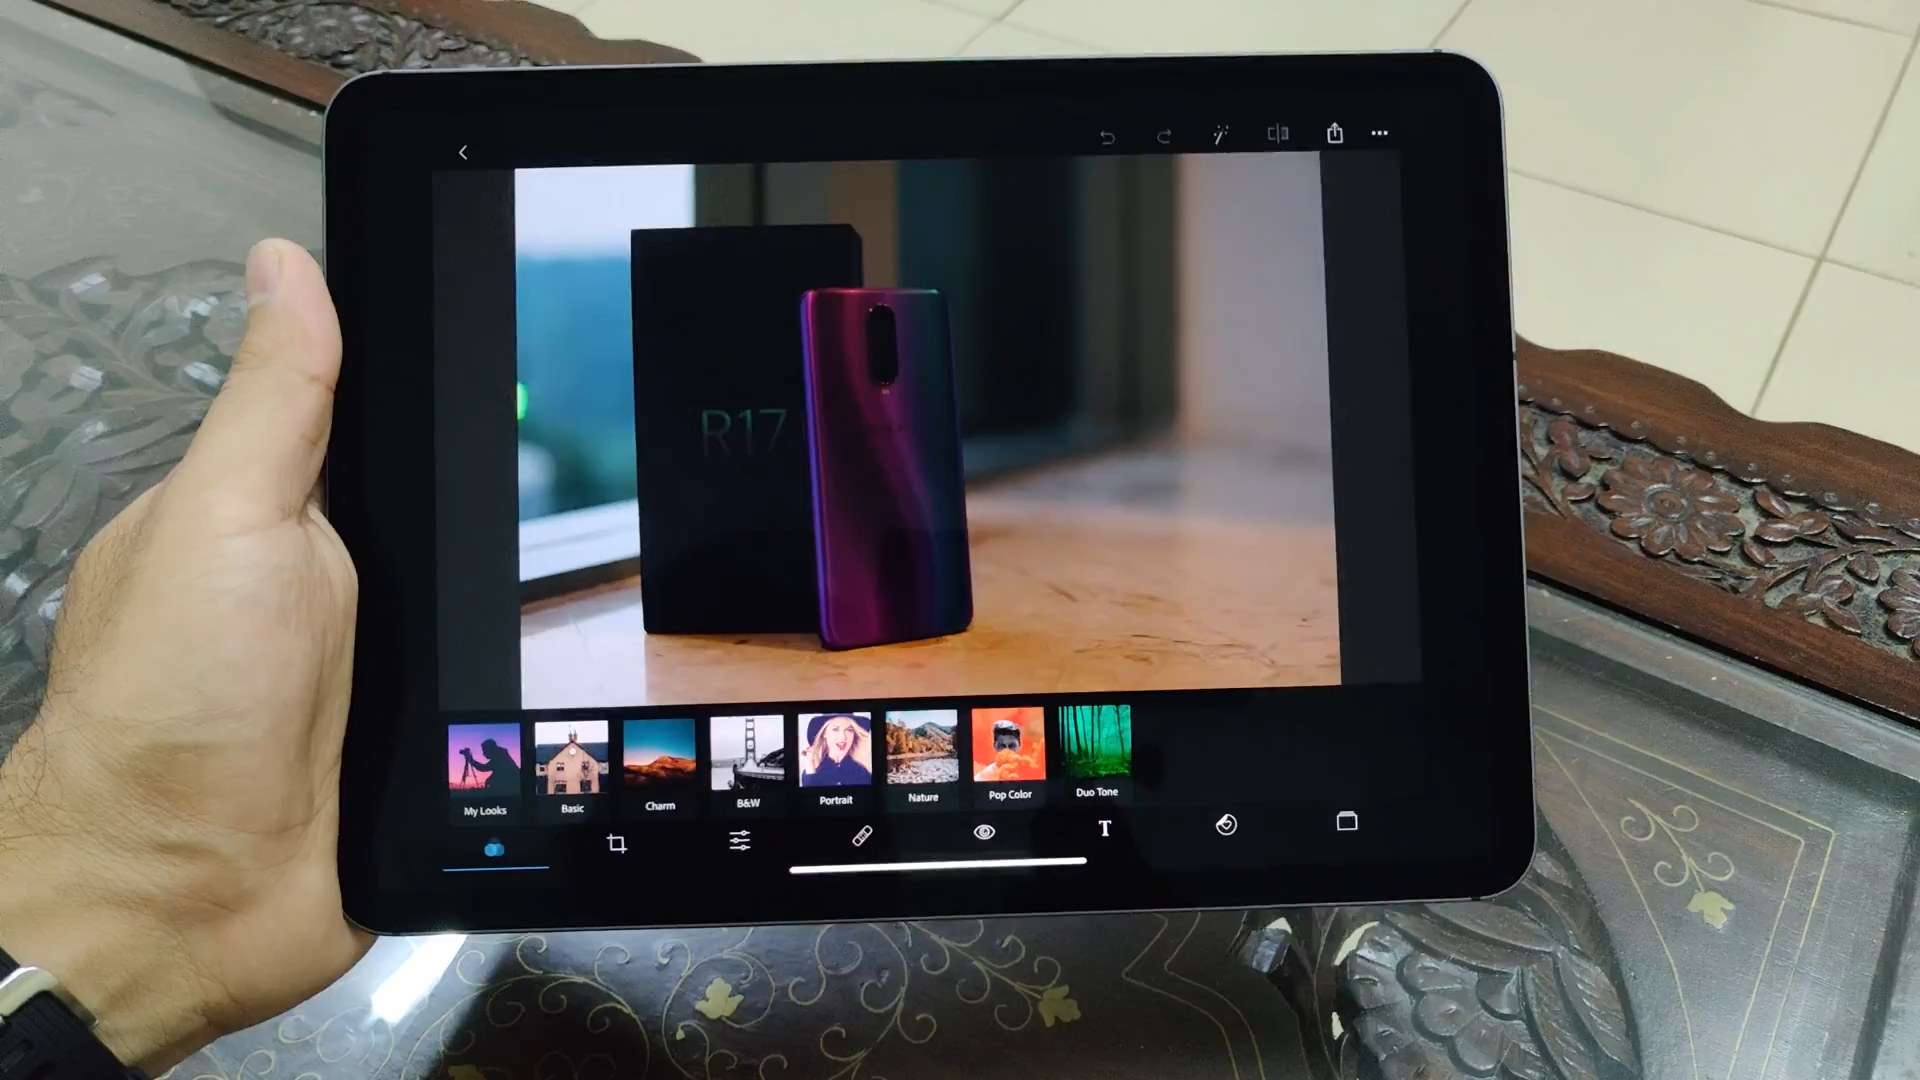 R17
My Looks
Basic
Charm
B&W
Portrait
Nature
Pop Color
Duo Tone
T